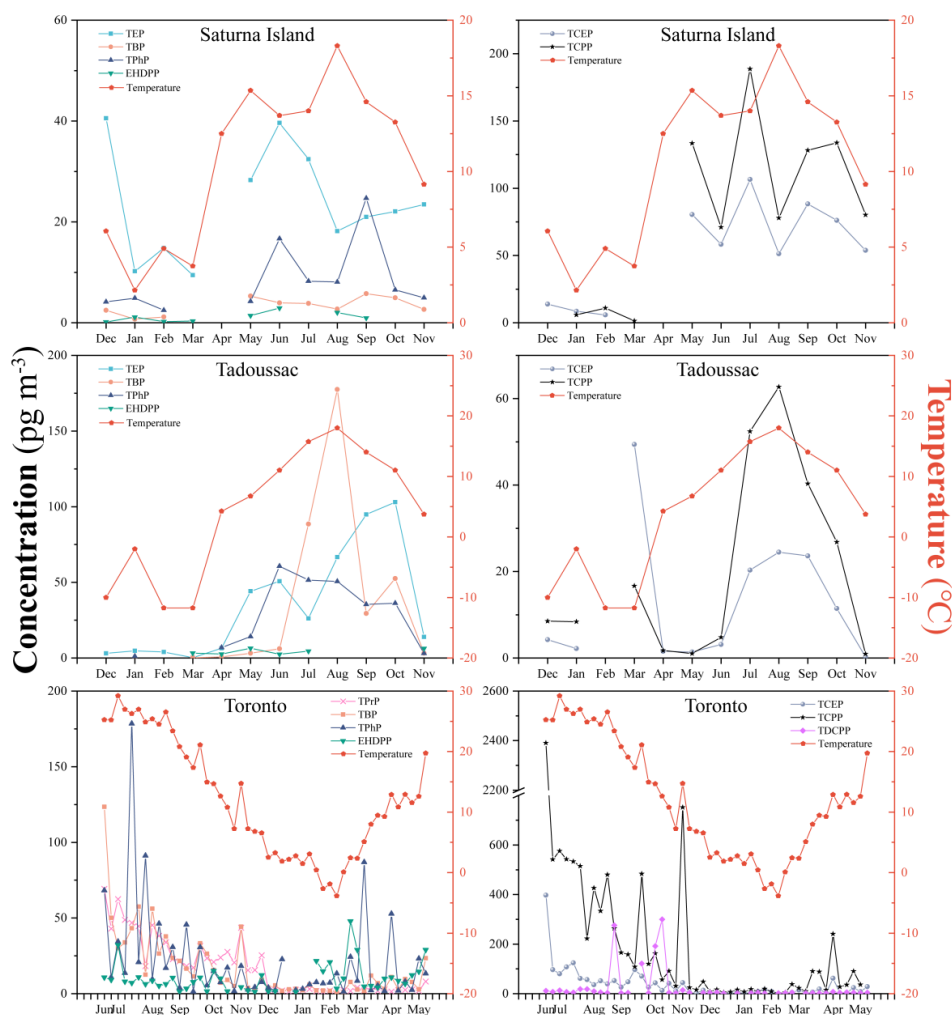 Saturna Island
TEP
TBP
TPhP
EHDPP
Temperature
60
40
20
0
20
15
10
5
0
Dec Jan Feb Mar Apr May Jun Jul Aug Sep Oct Nov
Saturna Island
TCEP
TCPP
Temperature
225
200
150
100
50
0
20
15
10
5
0
Dec Jan Feb Mar Apr May Jun Jul Aug Sep Oct Nov
Concentration (pg m-3)
Temperature (°C)
Tadoussac
TEP
TBP
TPhP
EHDPP
Temperature
200
150
100
50
0
30
20
10
0
-10
-20
Dec Jan Feb Mar Apr May Jun Jul Aug Sep Oct Nov
Tadoussac
TCEP
TCPP
Temperature
60
40
20
0
30
20
10
0
-10
-20
Dec Jan Feb Mar Apr May Jun Jul Aug Sep Oct Nov
Toronto
TPrP
TBP
TPhP
EHDPP
Temperature
200
150
100
50
0
30
20
10
0
-10
-20
Jun Jul Aug Sep Oct Nov Dec Jan Feb Mar Apr May
Toronto
TCEP
TCPP
TDCPP
Temperature
2600
2400
2200
600
400
200
0
30
20
10
0
-10
-20
Jun Jul Aug Sep Oct Nov Dec Jan Feb Mar Apr May